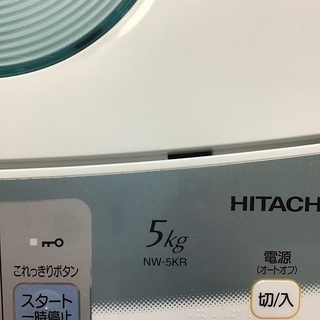 HITACH
5kg
NW-5KR
これっきりボタン
スタート
一時停止
電源
(オートオフ)
切/入